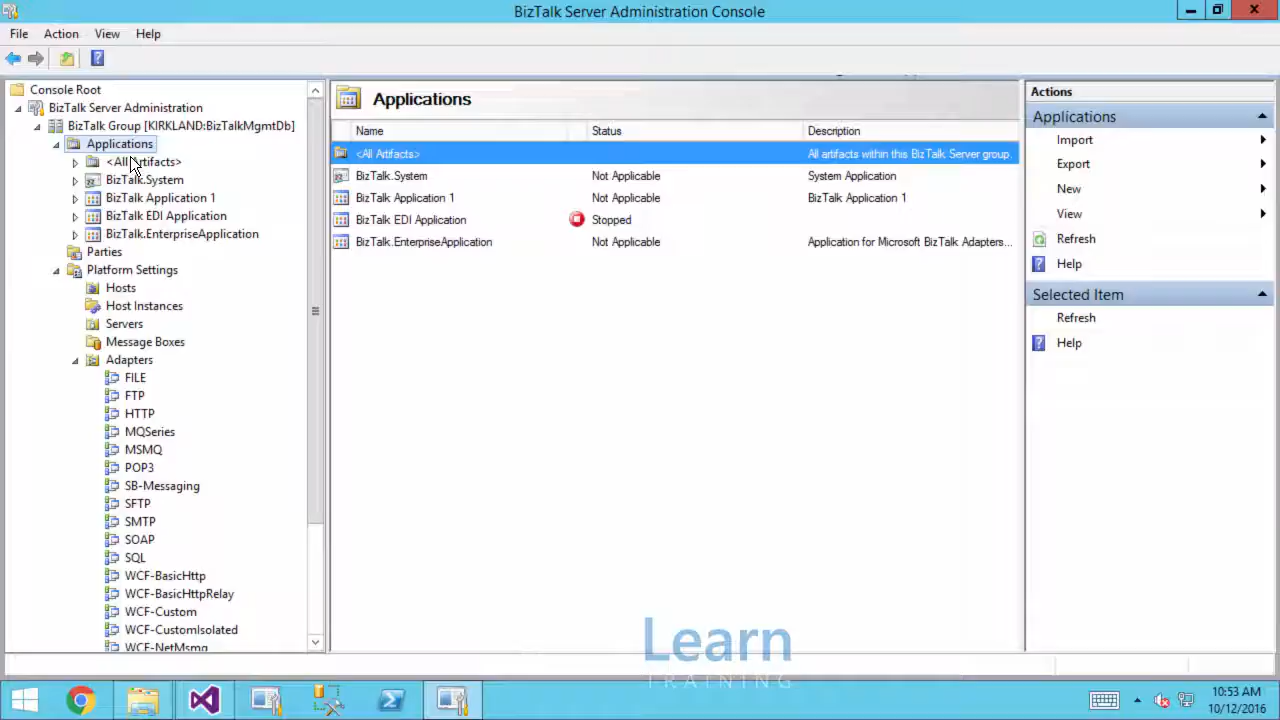 BizTalk Server Administration Console
File Action View Help
Console Root
BizTalk Server Administration
BizTalk Group [KIRKLAND:BizTalkMgmtDb]
Applications
<All Artifacts>
BizTalk.System
BizTalk Application 1
BizTalk EDI Application
BizTalk.EnterpriseApplication
Parties
Platform Settings
Hosts
Host Instances
Servers
Message Boxes
Adapters
FILE
FTP
HTTP
MQSeries
MSMQ
POP3
SB-Messaging
SFTP
SMTP
SOAP
SQL
WCF-BasicHttp
WCF-BasicHttpRelay
WCF-Custom
WCF-CustomIsolated
WCF-NetMsmq
Applications
Name Status Description
<All Artifacts> All artifacts within this BizTalk Server group.
BizTalk.System Not Applicable System Application
BizTalk Application 1 Not Applicable BizTalk Application 1
BizTalk EDI Application Stopped
BizTalk.EnterpriseApplication Not Applicable Application for Microsoft BizTalk Adapters...
Actions
Applications
Import
Export
New
View
Refresh
Help
Selected Item
Refresh
Help
Learn
TRAINING
10:53 AM
10/12/2016